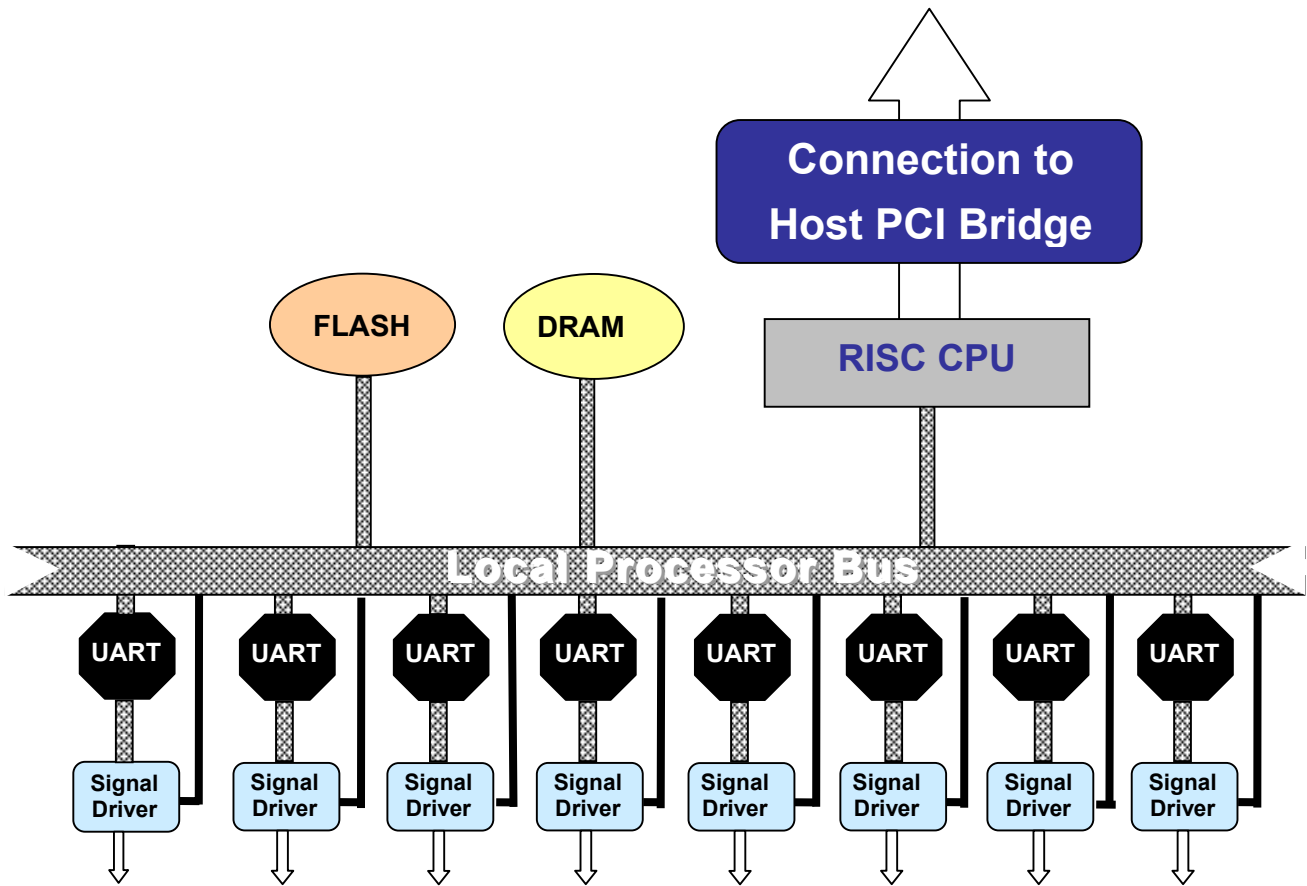 Connection to
Host PCI Bridge
FLASH
DRAM
RISC CPU
Local Processor Bus
UART
UART
UART
UART
UART
UART
UART
UART
Signal
Driver
Signal
Driver
Signal
Driver
Signal
Driver
Signal
Driver
Signal
Driver
Signal
Driver
Signal
Driver